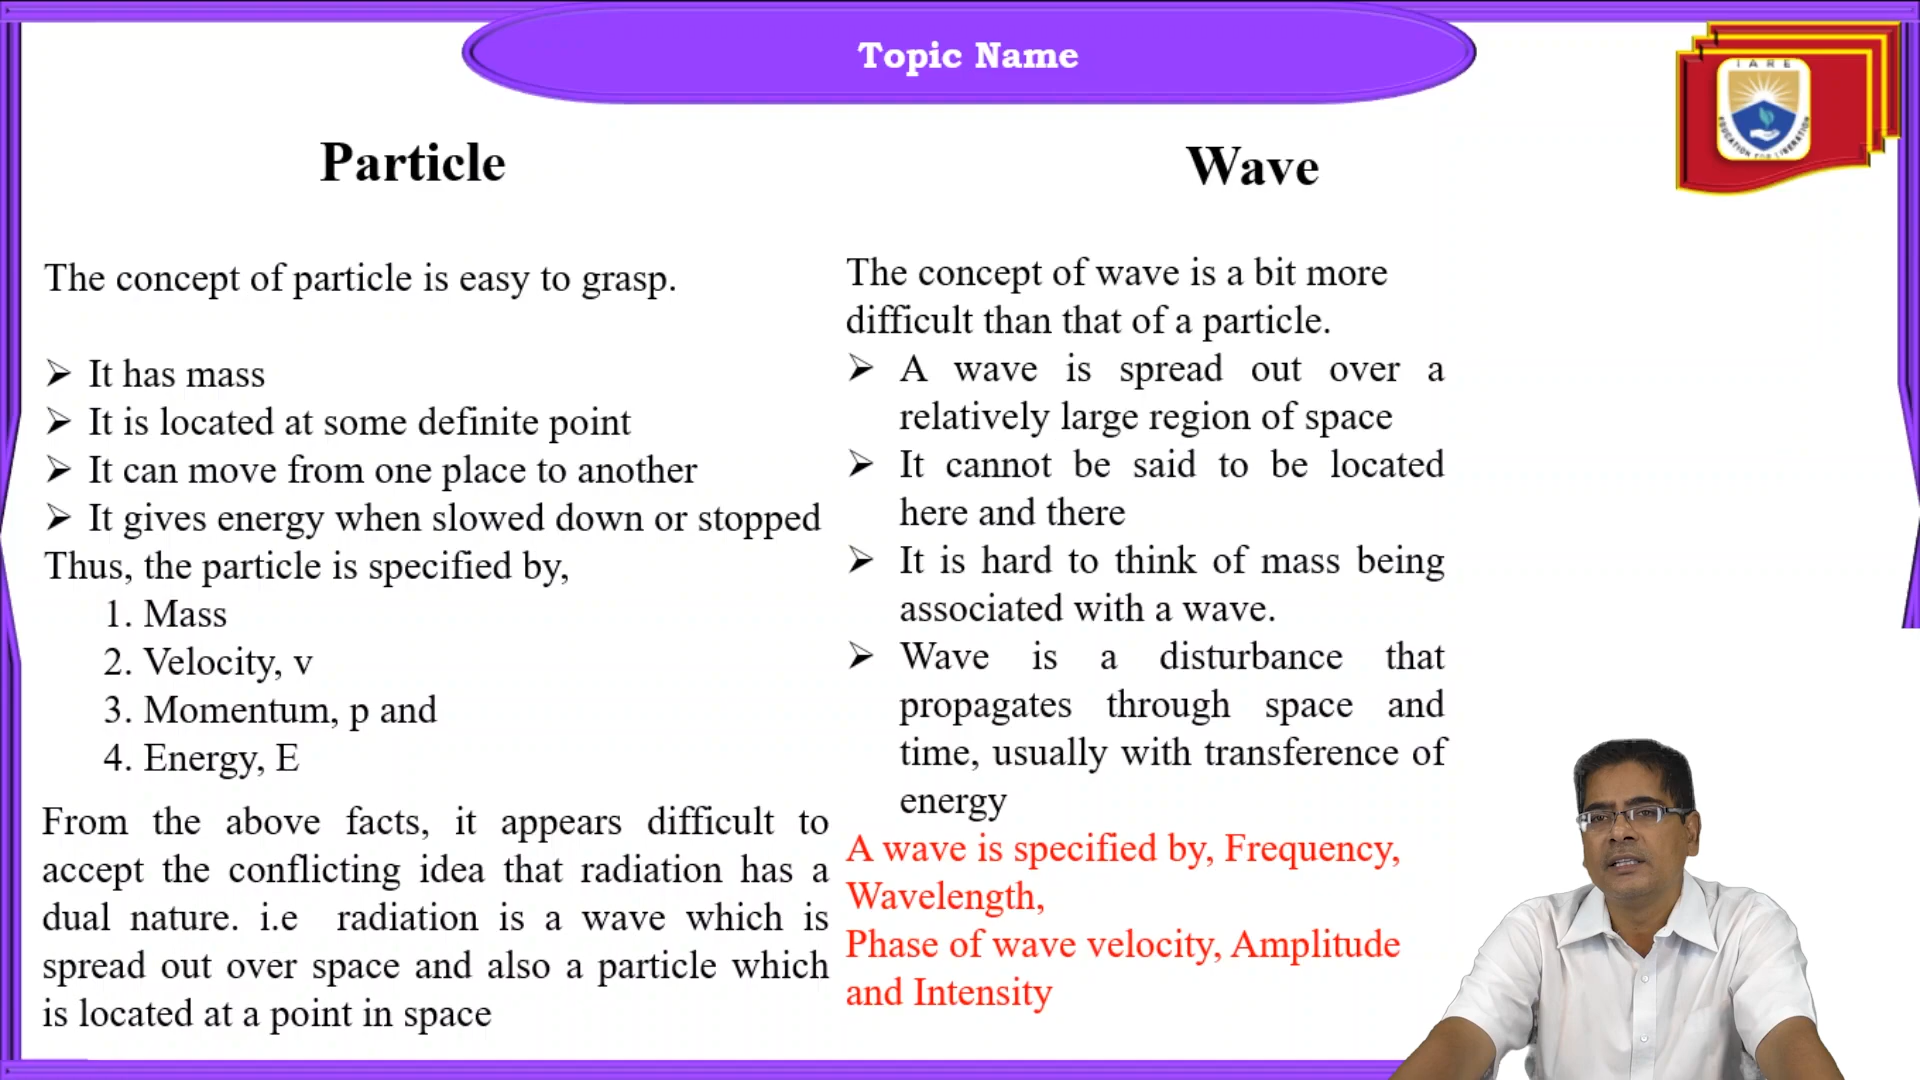 Topic Name
IARE
EDUCATION FOR LIBERATION
Particle
The concept of particle is easy to grasp.
➢ It has mass
➢ It is located at some definite point
➢ It can move from one place to another
➢ It gives energy when slowed down or stopped
Thus, the particle is specified by,
1. Mass
2. Velocity, v
3. Momentum, p and
4. Energy, E
From the above facts, it appears difficult to
accept the conflicting idea that radiation has a
dual nature. i.e radiation is a wave which is
spread out over space and also a particle which
is located at a point in space
Wave
The concept of wave is a bit more
difficult than that of a particle.
➢ A wave is spread out over a
relatively large region of space
➢ It cannot be said to be located
here and there
➢ It is hard to think of mass being
associated with a wave.
➢ Wave is a disturbance that
propagates through space and
time, usually with transference of
energy
A wave is specified by, Frequency,
Wavelength,
Phase of wave velocity, Amplitude
and Intensity